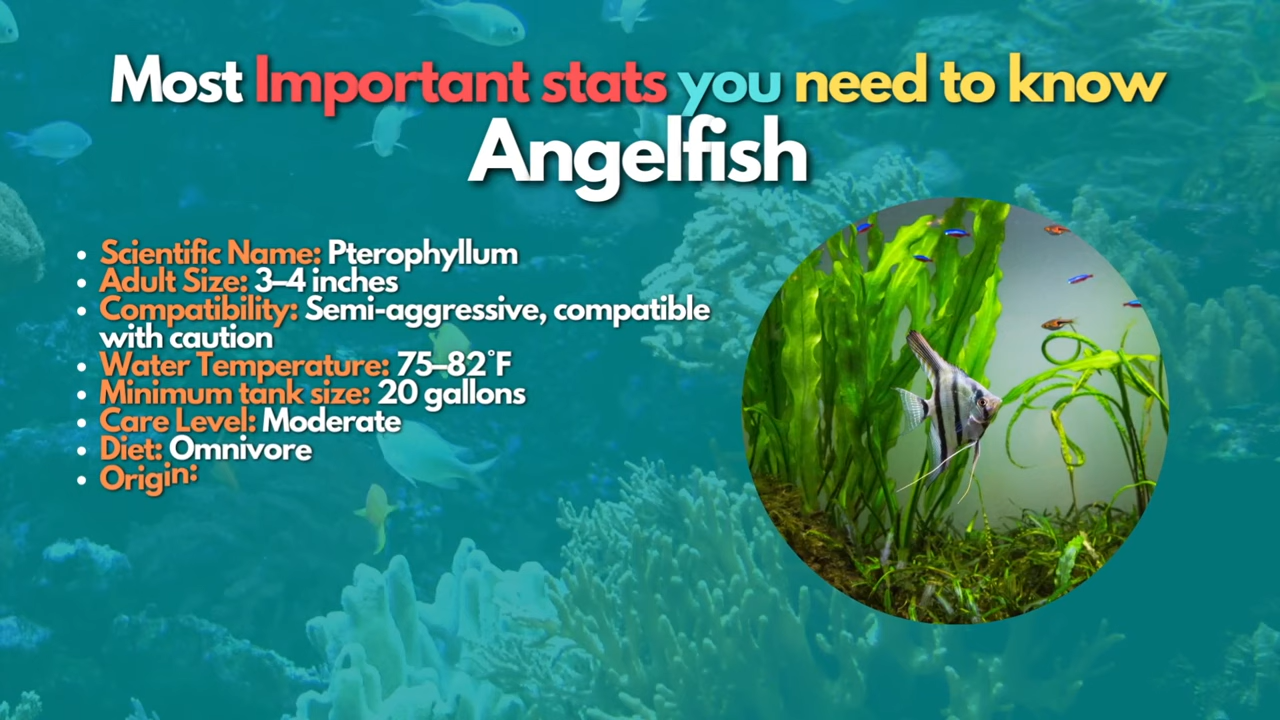 Most Important stats you need to know
Angelfish
• Scientific Name: Pterophyllum
• Adult Size: 3–4 inches
• Compatibility: Semi-aggressive, compatible
with caution
• Water Temperature: 75–82°F
• Minimum tank size: 20 gallons
• Care Level: Moderate
• Diet: Omnivore
• Origin: